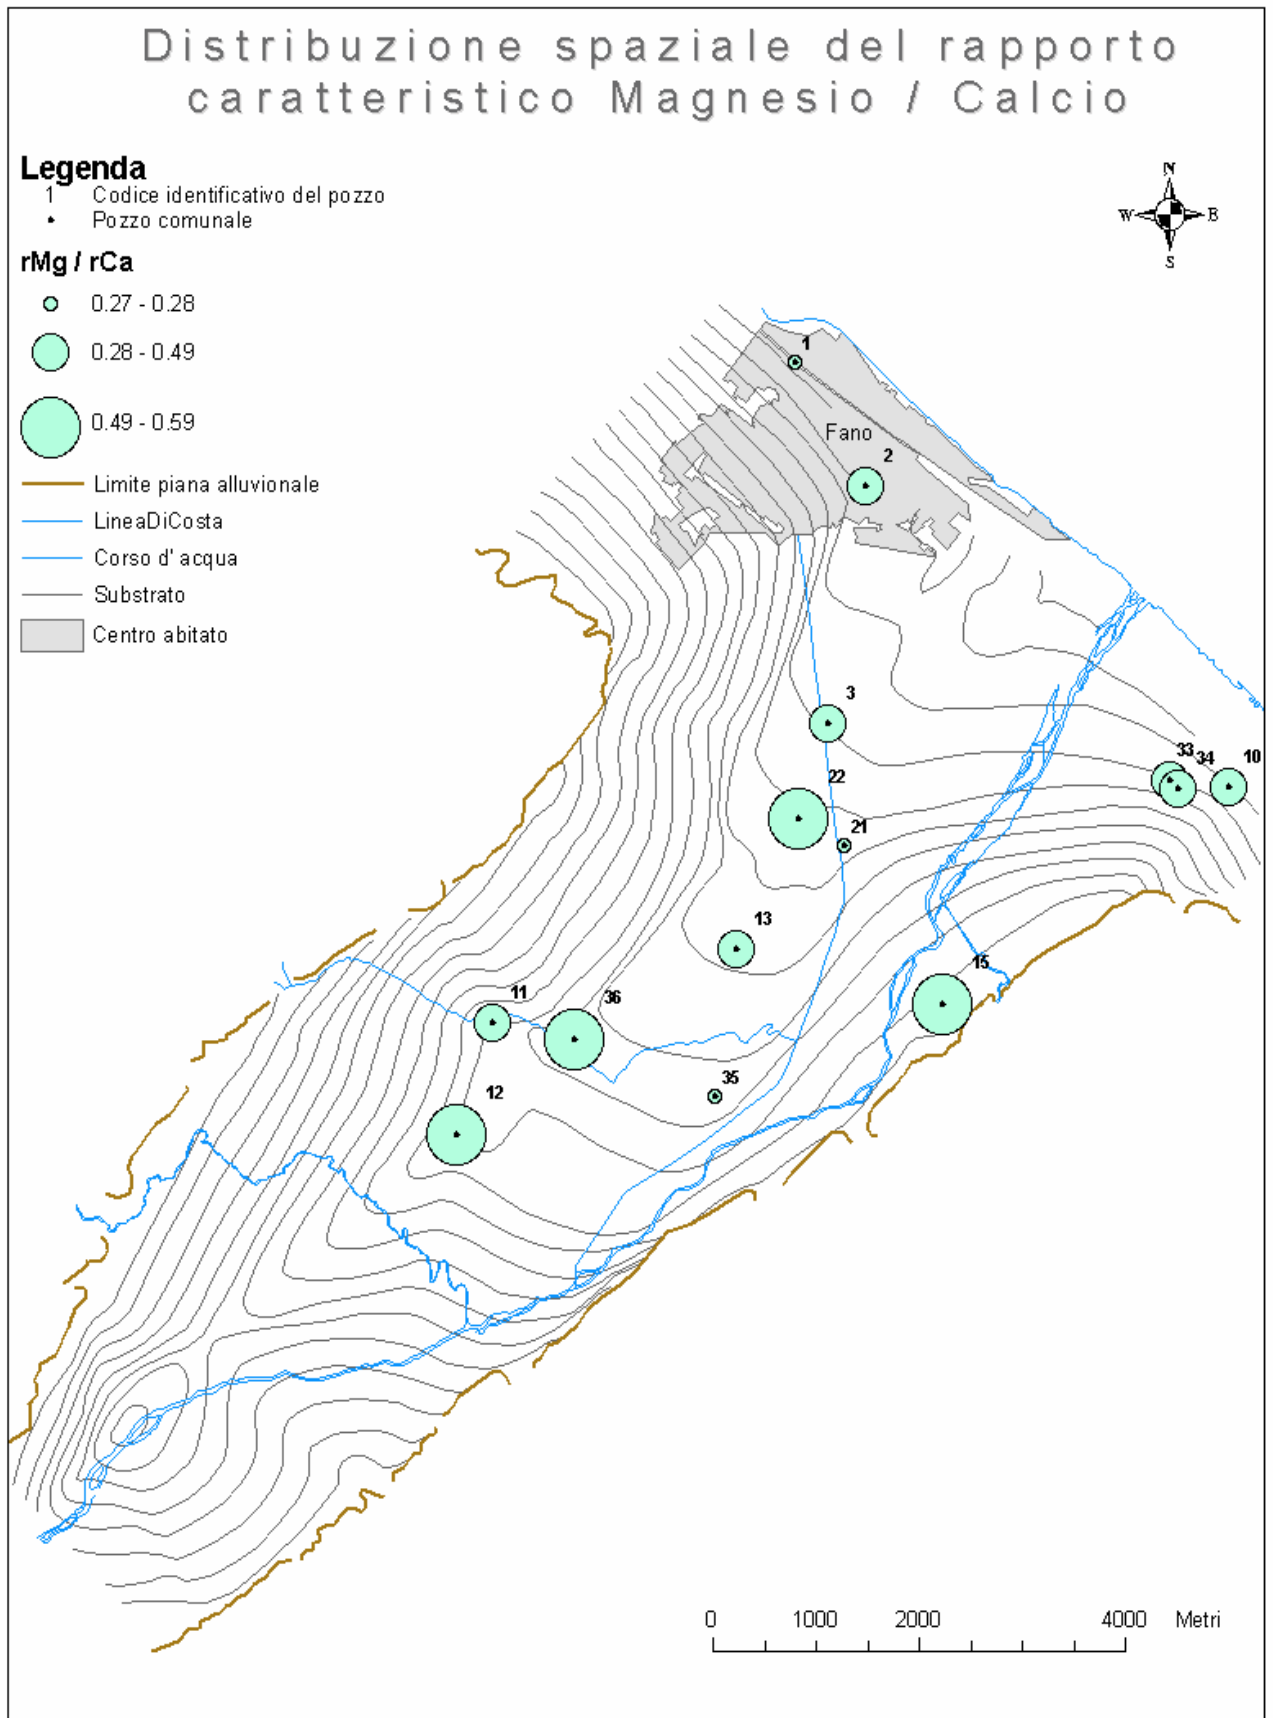 Distribuzione spaziale del rapporto
caratteristico Magnesio / Calcio
Legenda
1 Codice identificativo del pozzo
Pozzo comunale
rMg / rCa
0.27 - 0.28
0.28 - 0.49
0.49 - 0.59
Limite piana alluvionale
LineaDiCosta
Corso d' acqua
Substrato
Centro abitato
N
W E
S
1
Fano
2
3
33 34 10
22
21
13
15
11 36
35
12
0 1000 2000 4000 Metri